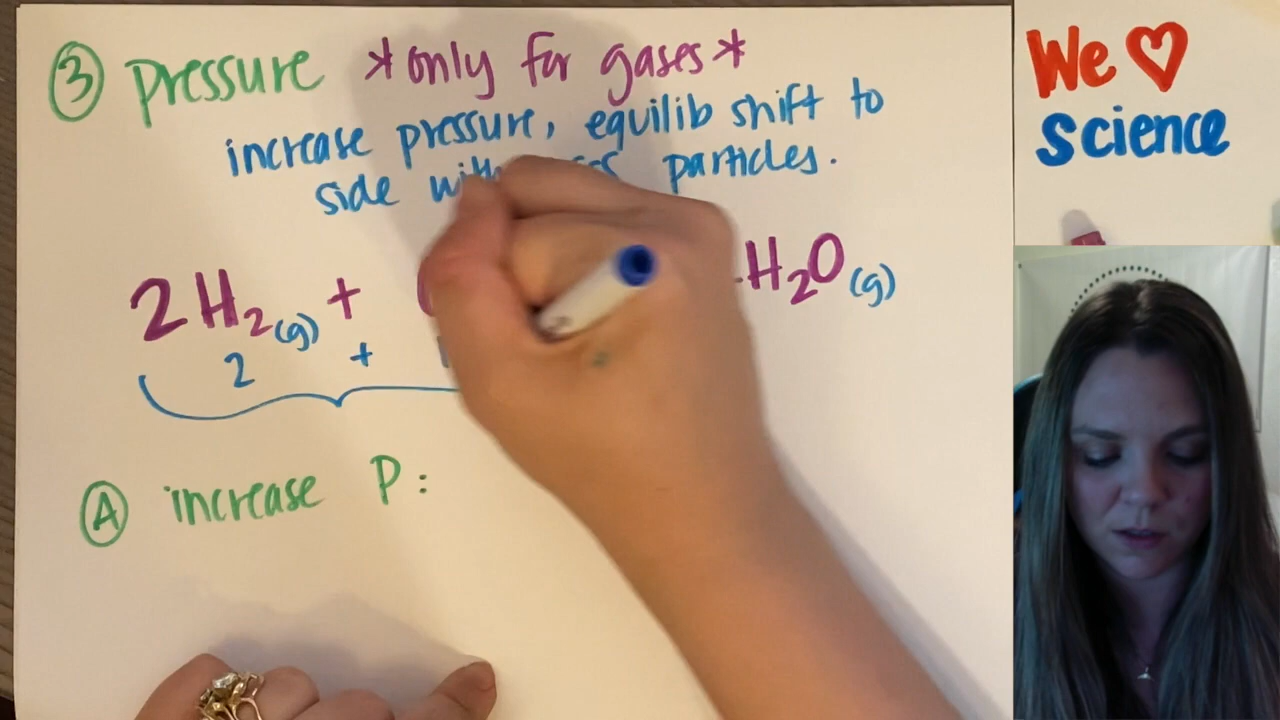 ③ pressure *only for gases*
increase pressure, equilib shift to
side particles.
2H₂(g) + H₂O(g)
2 +
Ⓐ increase P:
We ♡
science